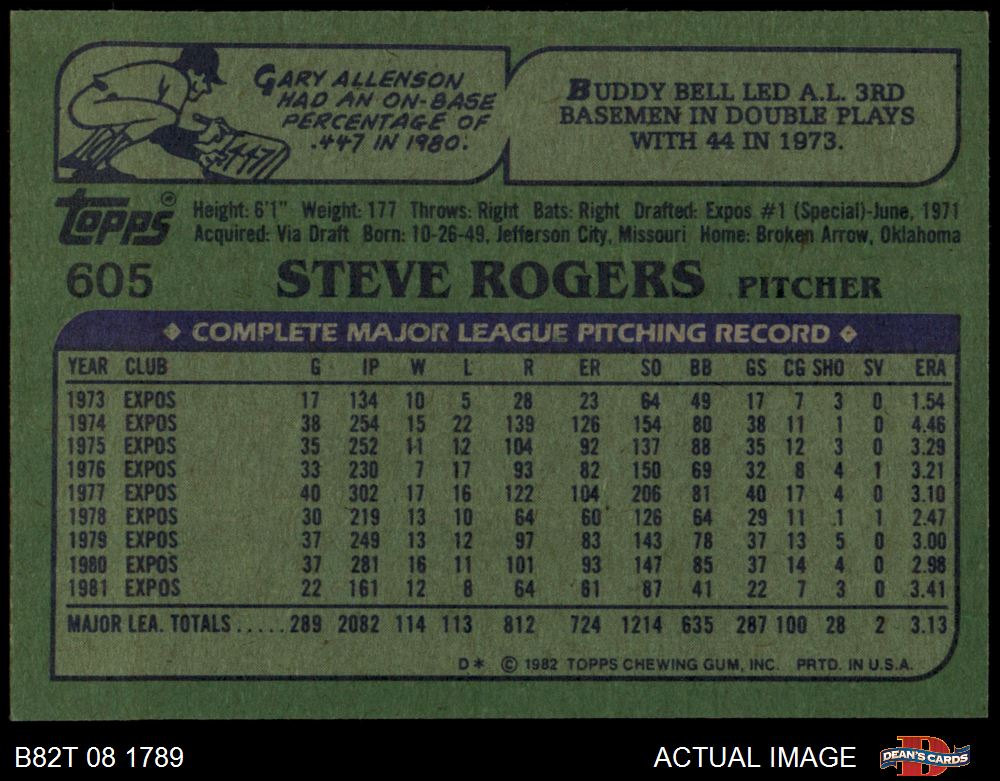 GARY ALLENSON
HAD AN ON-BASE
PERCENTAGE OF
.447 IN 1980.
.447
BUDDY BELL LED A.L. 3RD
BASEMEN IN DOUBLE PLAYS
WITH 44 IN 1973.
Topps®
Height: 6'1" Weight: 177 Throws: Right Bats: Right Drafted: Expos #1 (Special)-June, 1971
Acquired: Via Draft Born: 10-26-49, Jefferson City, Missouri Home: Broken Arrow, Oklahoma
605 STEVE ROGERS PITCHER
◆ COMPLETE MAJOR LEAGUE PITCHING RECORD ◆
YEAR CLUB G IP W L R ER SO BB GS CG SHO SV ERA
1973 EXPOS 17 134 10 5 28 23 64 49 17 7 3 0 1.54
1974 EXPOS 38 254 15 22 139 126 154 80 38 11 1 0 4.46
1975 EXPOS 35 252 11 12 104 92 137 88 35 12 3 0 3.29
1976 EXPOS 33 230 7 17 93 82 150 69 32 8 4 1 3.21
1977 EXPOS 40 302 17 16 122 104 206 81 40 17 4 0 3.10
1978 EXPOS 30 219 13 10 64 60 126 64 29 11 1 1 2.47
1979 EXPOS 37 249 13 12 97 83 143 78 37 13 5 0 3.00
1980 EXPOS 37 281 16 11 101 93 147 85 37 14 4 0 2.98
1981 EXPOS 22 161 12 8 64 61 87 41 22 7 3 0 3.41
MAJOR LEA. TOTALS.....289 2082 114 113 812 724 1214 635 287 100 28 2 3.13
D* © 1982 TOPPS CHEWING GUM, INC. PRTD. IN U.S.A.
B82T 08 1789 ACTUAL IMAGE DEAN'S CARDS